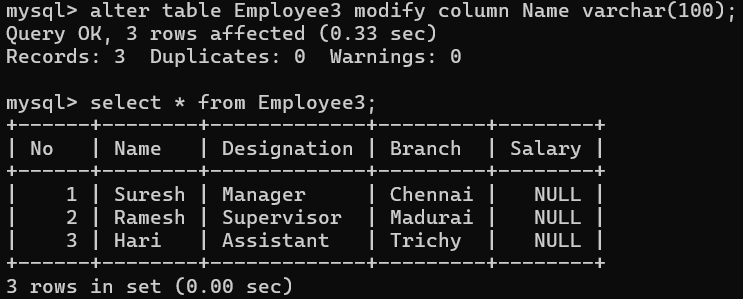 mysql> alter table Employee3 modify column Name varchar(100);
Query OK, 3 rows affected (0.33 sec)
Records: 3  Duplicates: 0  Warnings: 0

mysql> select * from Employee3;
+------+--------+-------------+---------+--------+
| No   | Name   | Designation | Branch  | Salary |
+------+--------+-------------+---------+--------+
|    1 | Suresh | Manager     | Chennai |   NULL |
|    2 | Ramesh | Supervisor  | Madurai |   NULL |
|    3 | Hari   | Assistant   | Trichy  |   NULL |
+------+--------+-------------+---------+--------+
3 rows in set (0.00 sec)